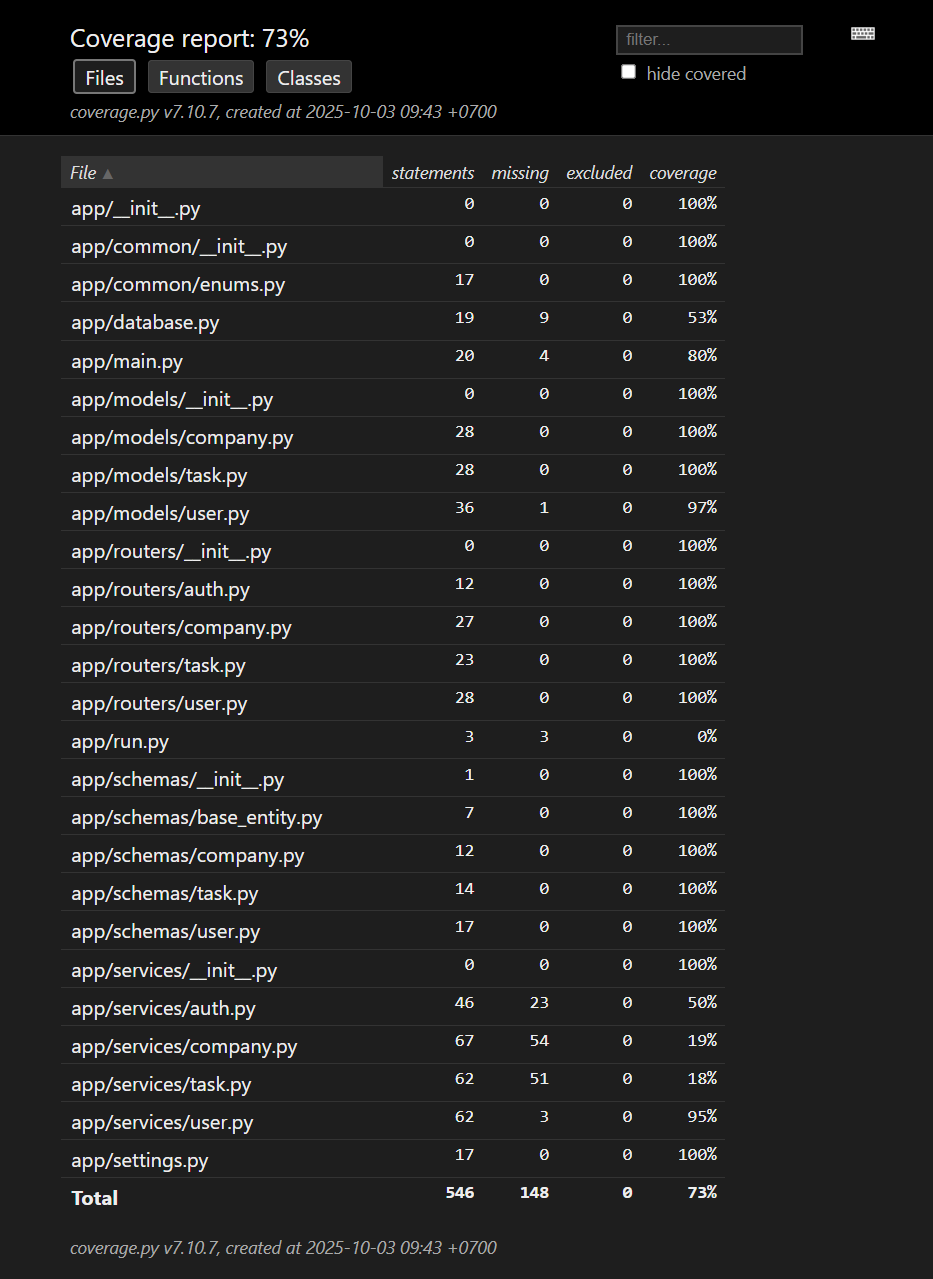 Coverage report: 73%
filter...
hide covered
Files Functions Classes
coverage.py v7.10.7, created at 2025-10-03 09:43 +0700
File ▲ statements missing excluded coverage
app/__init__.py 0 0 0 100%
app/common/__init__.py 0 0 0 100%
app/common/enums.py 17 0 0 100%
app/database.py 19 9 0 53%
app/main.py 20 4 0 80%
app/models/__init__.py 0 0 0 100%
app/models/company.py 28 0 0 100%
app/models/task.py 28 0 0 100%
app/models/user.py 36 1 0 97%
app/routers/__init__.py 0 0 0 100%
app/routers/auth.py 12 0 0 100%
app/routers/company.py 27 0 0 100%
app/routers/task.py 23 0 0 100%
app/routers/user.py 28 0 0 100%
app/run.py 3 3 0 0%
app/schemas/__init__.py 1 0 0 100%
app/schemas/base_entity.py 7 0 0 100%
app/schemas/company.py 12 0 0 100%
app/schemas/task.py 14 0 0 100%
app/schemas/user.py 17 0 0 100%
app/services/__init__.py 0 0 0 100%
app/services/auth.py 46 23 0 50%
app/services/company.py 67 54 0 19%
app/services/task.py 62 51 0 18%
app/services/user.py 62 3 0 95%
app/settings.py 17 0 0 100%
Total 546 148 0 73%
coverage.py v7.10.7, created at 2025-10-03 09:43 +0700